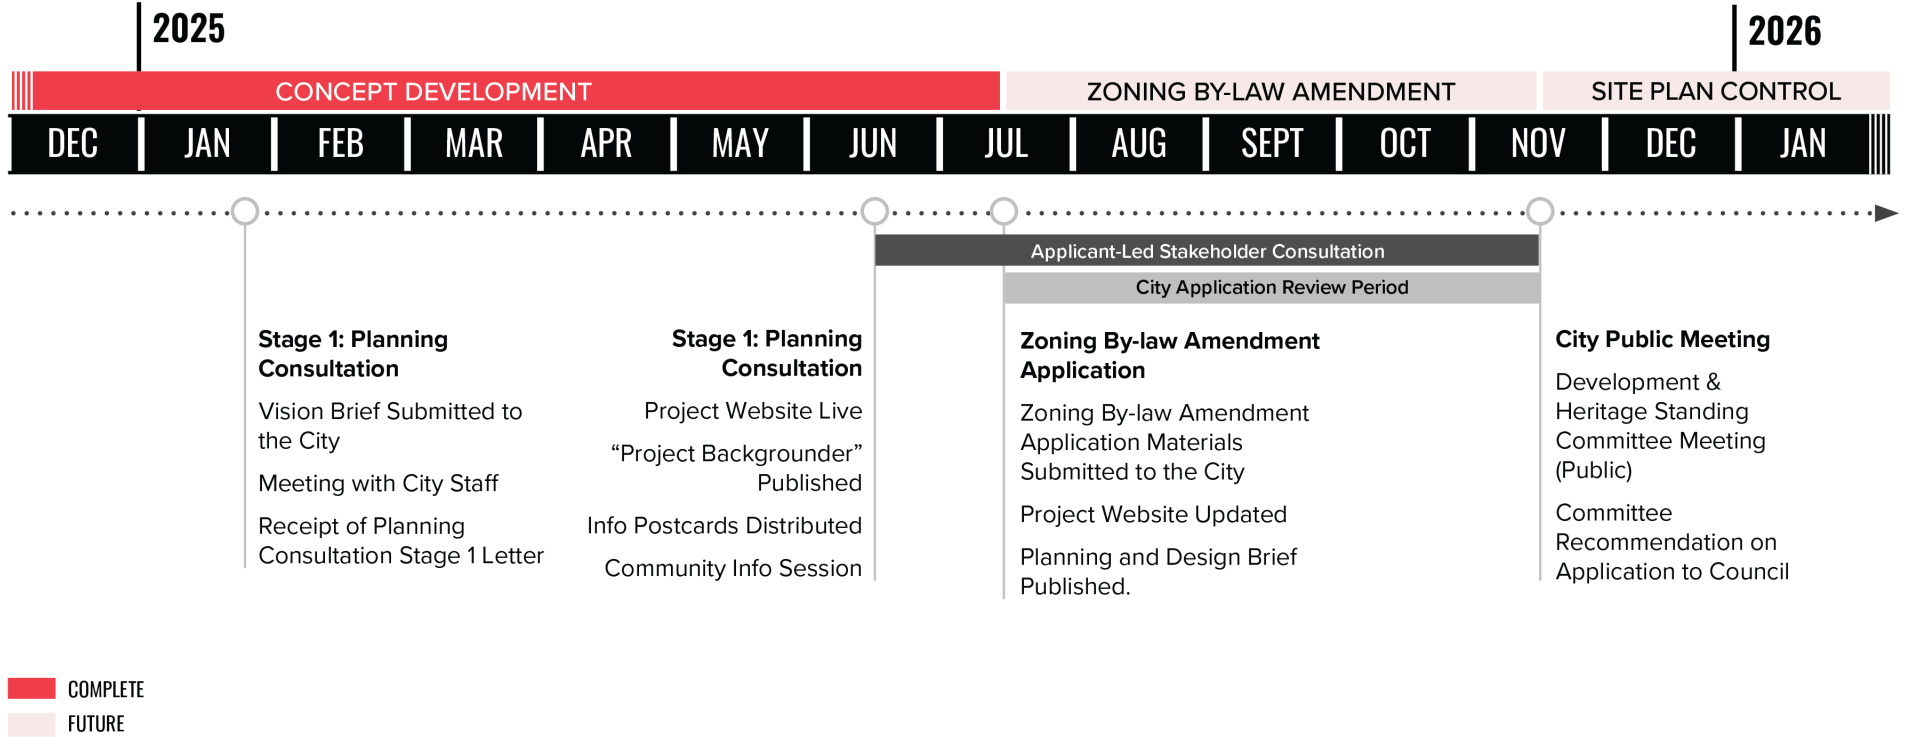 2025
2026
CONCEPT DEVELOPMENT
ZONING BY-LAW AMENDMENT
SITE PLAN CONTROL
DEC JAN FEB MAR APR MAY JUN JUL AUG SEPT OCT NOV DEC JAN
Applicant-Led Stakeholder Consultation
City Application Review Period
Stage 1: Planning
Consultation
Vision Brief Submitted to
the City
Meeting with City Staff
Receipt of Planning
Consultation Stage 1 Letter
Stage 1: Planning
Consultation
Project Website Live
“Project Backgrounder”
Published
Info Postcards Distributed
Community Info Session
Zoning By-law Amendment
Application
Zoning By-law Amendment
Application Materials
Submitted to the City
Project Website Updated
Planning and Design Brief
Published.
City Public Meeting
Development &
Heritage Standing
Committee Meeting
(Public)
Committee
Recommendation on
Application to Council
COMPLETE
FUTURE